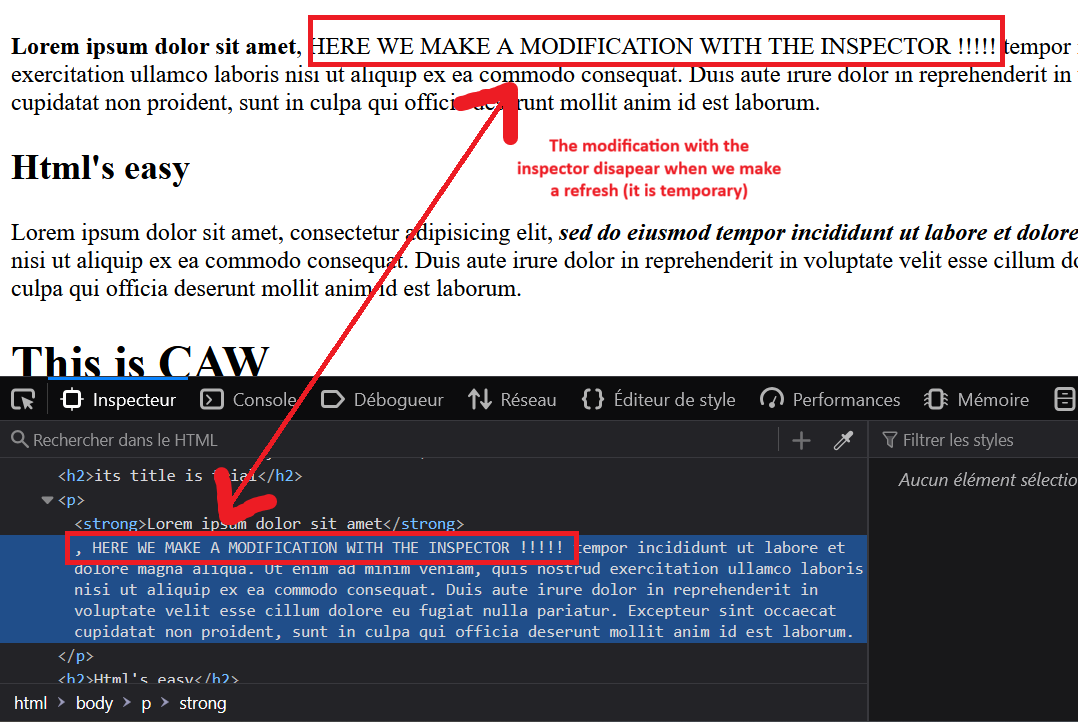 Lorem ipsum dolor sit amet, HERE WE MAKE A MODIFICATION WITH THE INSPECTOR !!!!! tempor
exercitation ullamco laboris nisi ut aliquip ex ea commodo consequat. Duis aute irure dolor in reprehenderit in
cupidatat non proident, sunt in culpa qui officia deserunt mollit anim id est laborum.
The modification with the
inspector disapear when we make
a refresh (it is temporary)
Html's easy
Lorem ipsum dolor sit amet, consectetur adipisicing elit, sed do eiusmod tempor incididunt ut labore et dolore
nisi ut aliquip ex ea commodo consequat. Duis aute irure dolor in reprehenderit in voluptate velit esse cillum
culpa qui officia deserunt mollit anim id est laborum.
This is CAW
Inspecteur Console Débogueur Réseau Éditeur de style Performances Mémoire
Rechercher dans le HTML
Filtrer les styles
Aucun élément
<h2>its title is </h2>
<p>
<strong>Lorem ipsum dolor sit amet</strong>
, HERE WE MAKE A MODIFICATION WITH THE INSPECTOR !!!!! tempor incididunt ut labore et
dolore magna aliqua. Ut enim ad minim veniam, quis nostrud exercitation ullamco laboris
nisi ut aliquip ex ea commodo consequat. Duis aute irure dolor in reprehenderit in
voluptate velit esse cillum dolore eu fugiat nulla pariatur. Excepteur sint occaecat
cupidatat non proident, sunt in culpa qui officia deserunt mollit anim id est laborum.
</p>
<h2>Html's easy</h2>
html > body > p > strong